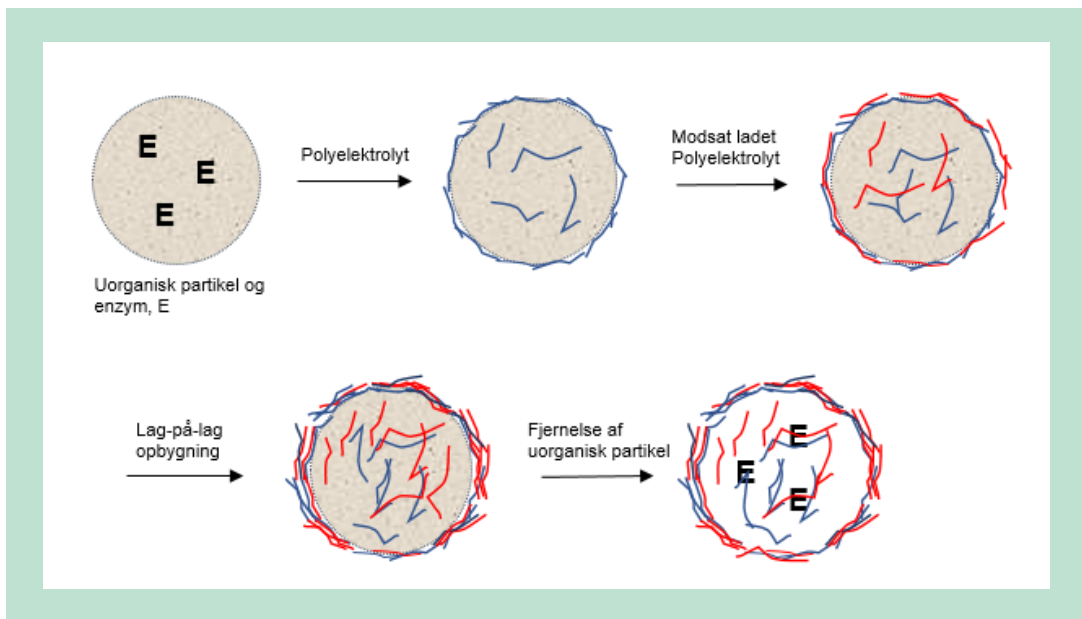 E
E
E
Uorganisk partikel og
enzym, E
Polyelektrolyt
Modsat ladet
Polyelektrolyt
Lag-på-lag
opbygning
Fjernelse af
uorganisk partikel
E
E
E